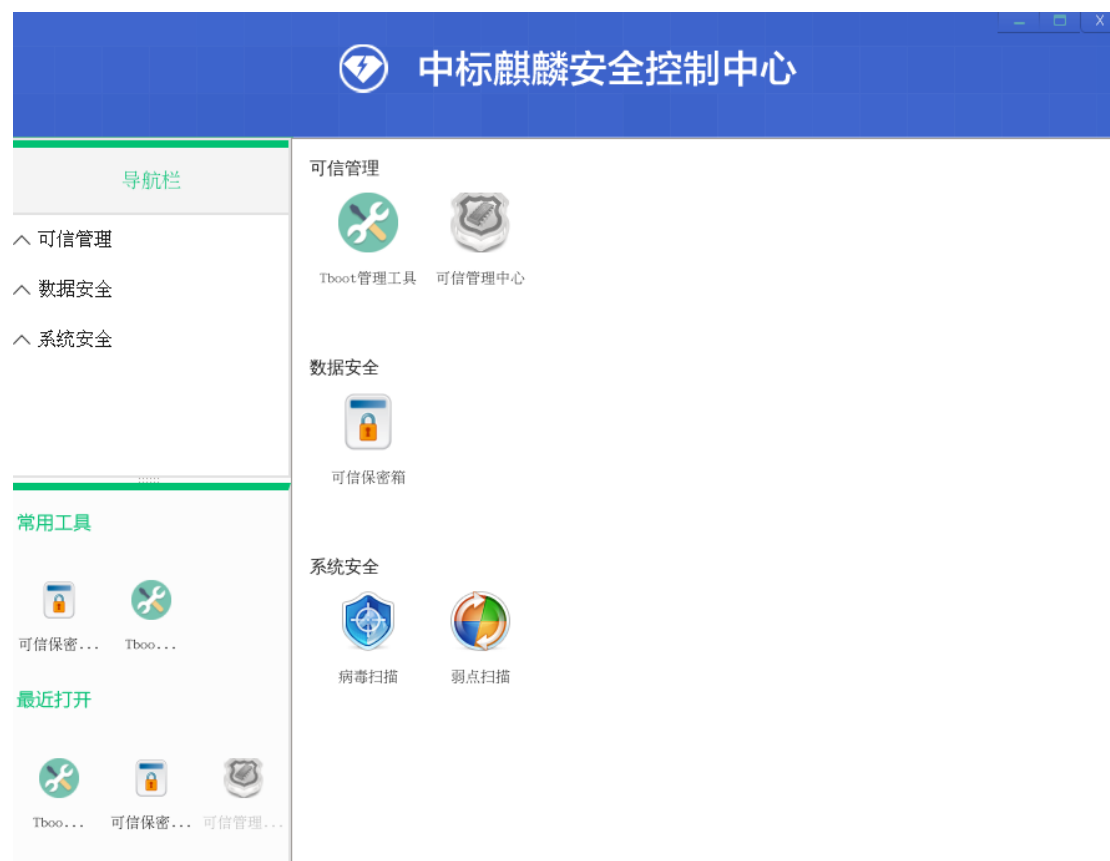 中标麒麟安全控制中心
导航栏
可信管理
数据安全
系统安全
常用工具
可信保密... Tboo...
最近打开
Tboo... 可信保密... 可信管理...
可信管理
Tboot管理工具 可信管理中心
数据安全
可信保密箱
系统安全
病毒扫描 弱点扫描